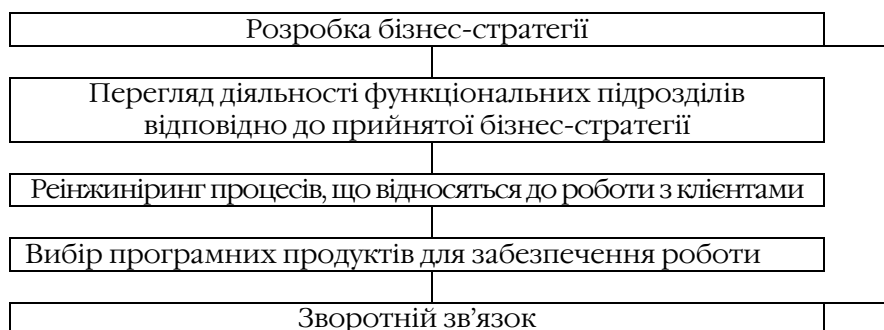 Розробка бізнес-стратегії
Перегляд діяльності функціональних підрозділів
відповідно до прийнятої бізнес-стратегії
Реінжиніринг процесів, що відносяться до роботи з клієнтами
Вибір програмних продуктів для забезпечення роботи
Зворотній зв'язок